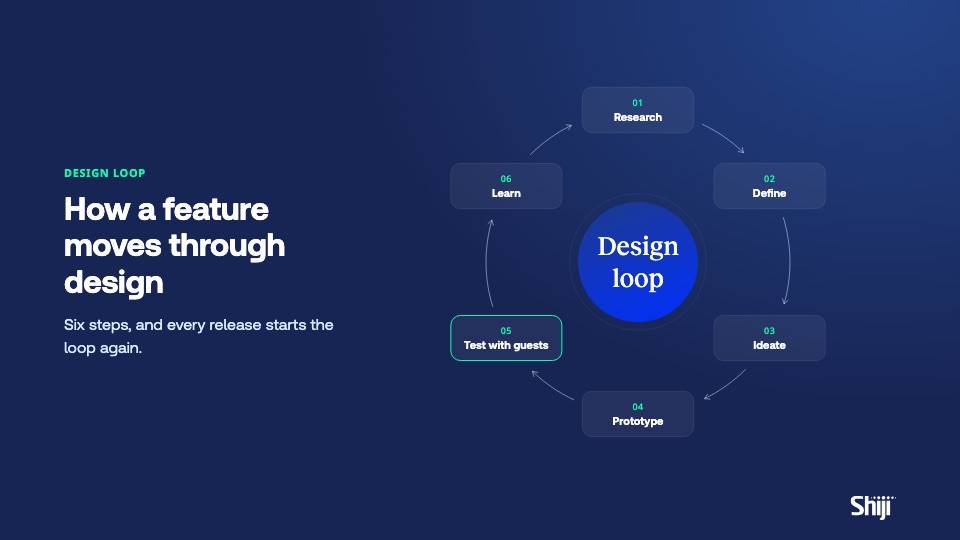 DESIGN LOOP
How a feature
moves through
design
Six steps, and every release starts the
loop again.
01
Research
02
Define
03
Ideate
04
Prototype
05
Test with guests
06
Learn
Design
loop
Shiji